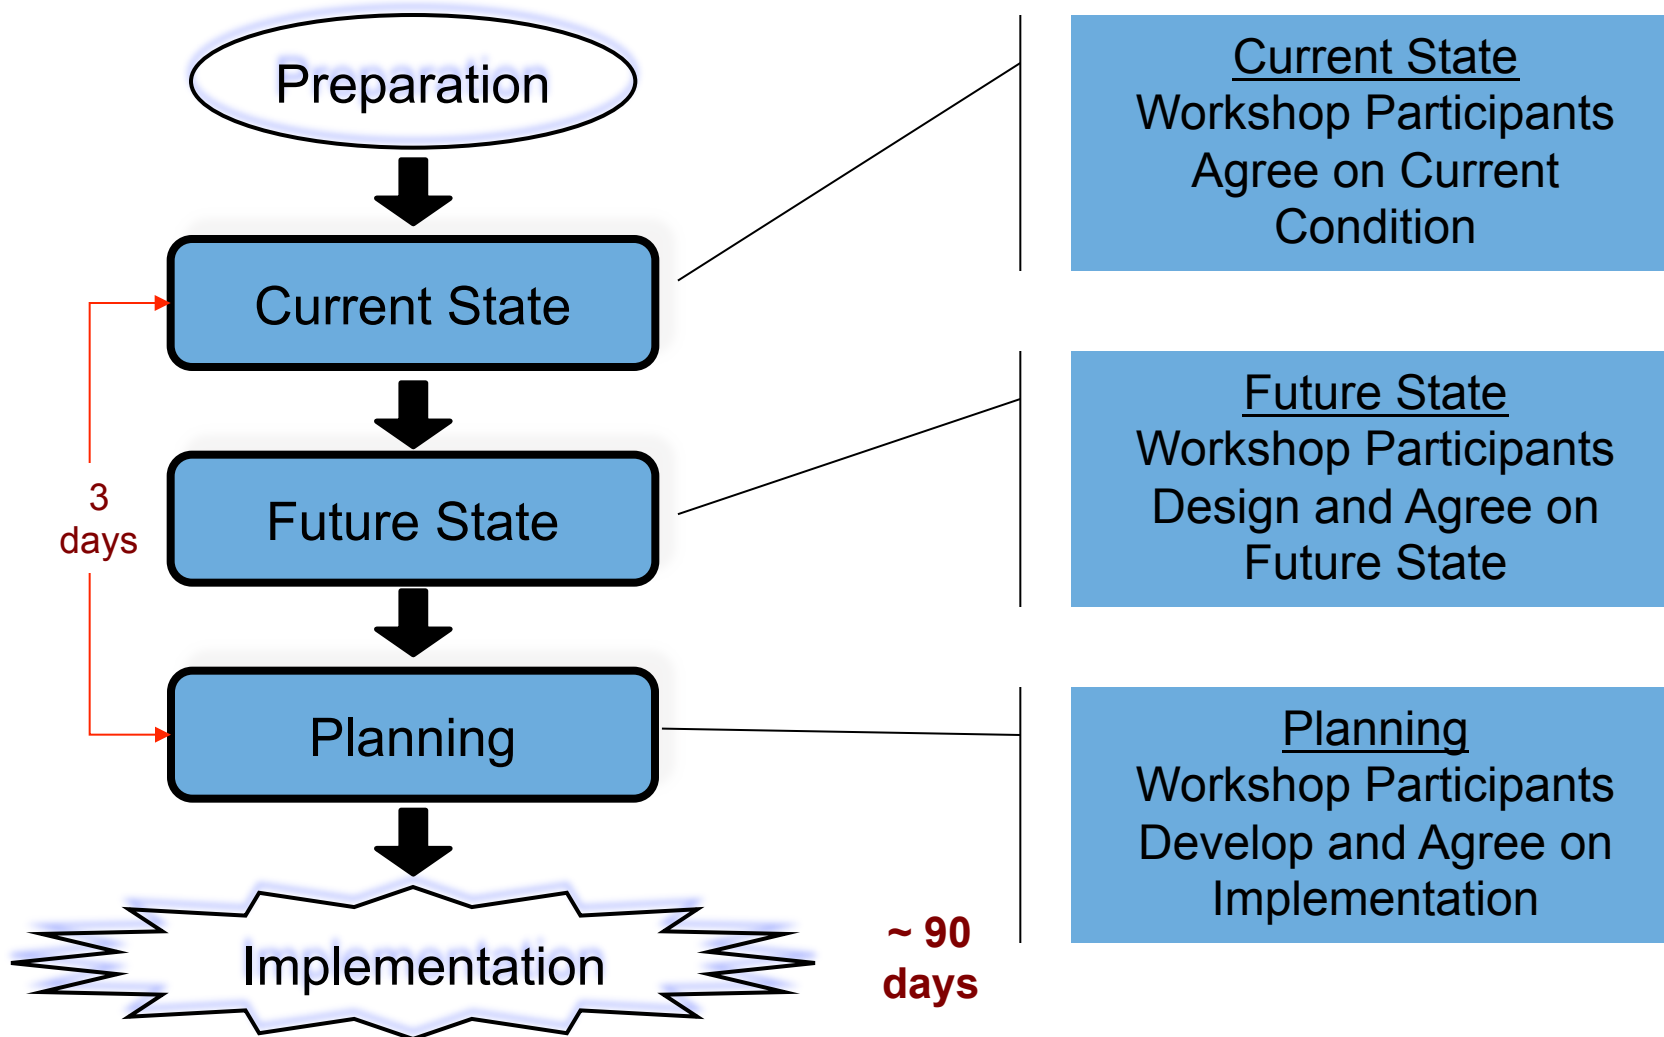 Preparation
Current State
Future State
Planning
Implementation
3
days
~ 90
days
Current State
Workshop Participants
Agree on Current
Condition
Future State
Workshop Participants
Design and Agree on
Future State
Planning
Workshop Participants
Develop and Agree on
Implementation